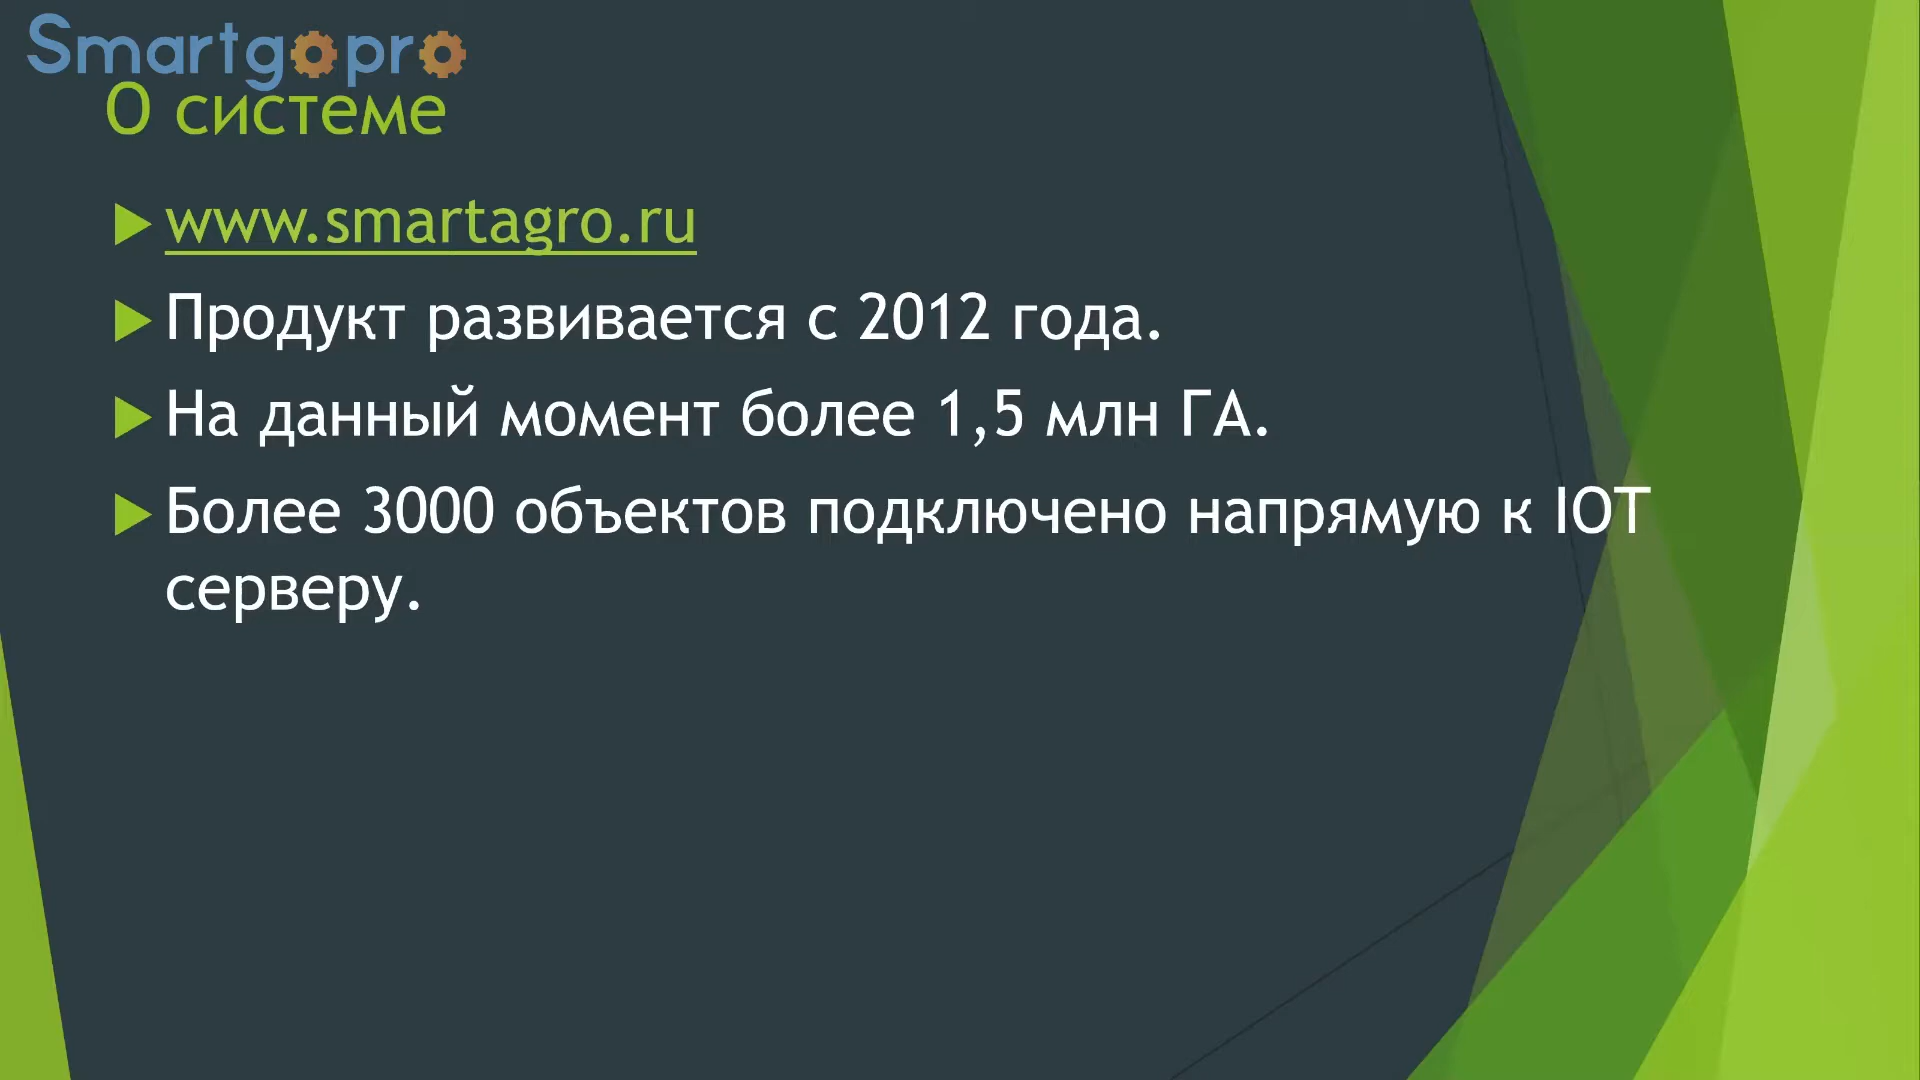 Smartgopro
О системе
www.smartagro.ru
Продукт развивается с 2012 года.
На данный момент более 1,5 млн ГА.
Более 3000 объектов подключено напрямую к IOT
серверу.